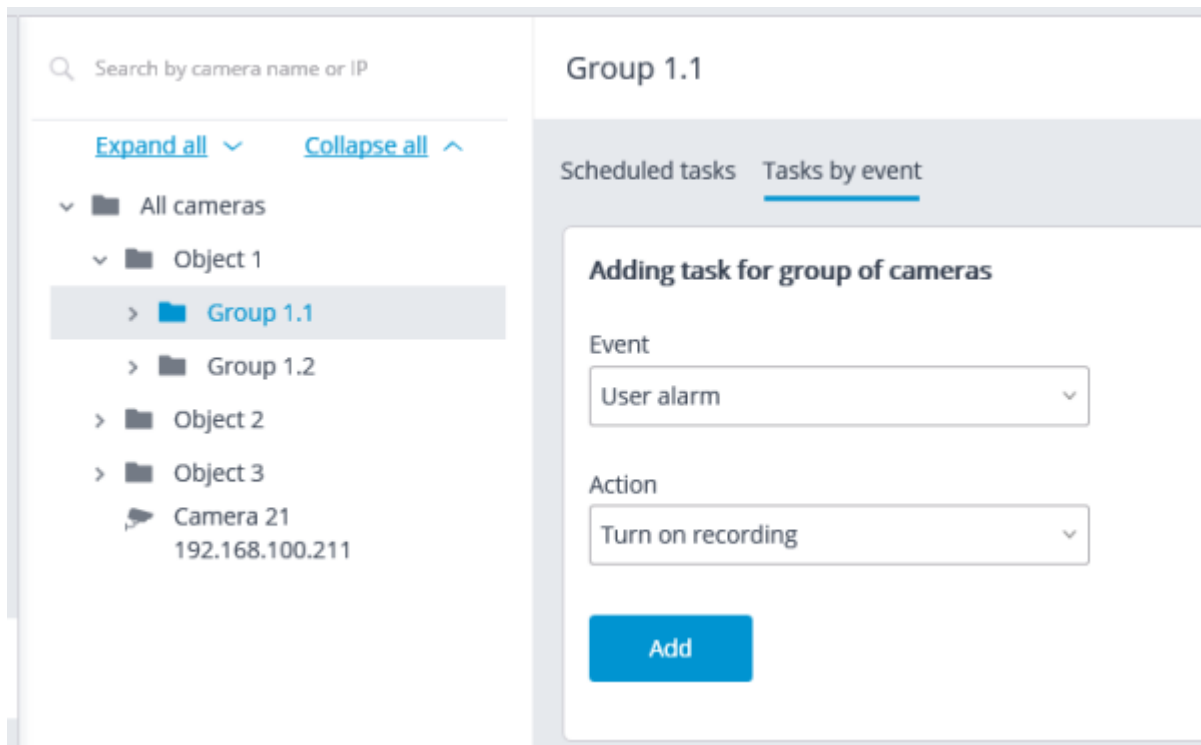 Search by camera name or IP
Expand all
Collapse all
All cameras
Object 1
Group 1.1
Group 1.2
Object 2
Object 3
Camera 21
192.168.100.211
Group 1.1
Scheduled tasks
Tasks by event
Adding task for group of cameras
Event
User alarm
Action
Turn on recording
Add